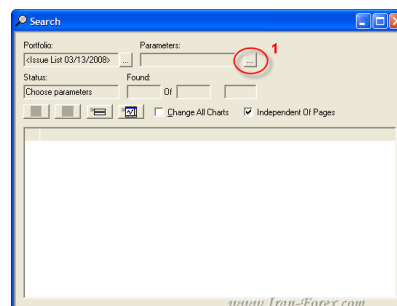 Search
Portfolio: Parameters:
<Issue List 03/13/2008> ... ...
1
Status: Found:
Choose parameters Of
Change All Charts Independent Of Pages
www.Iran-Forex.com